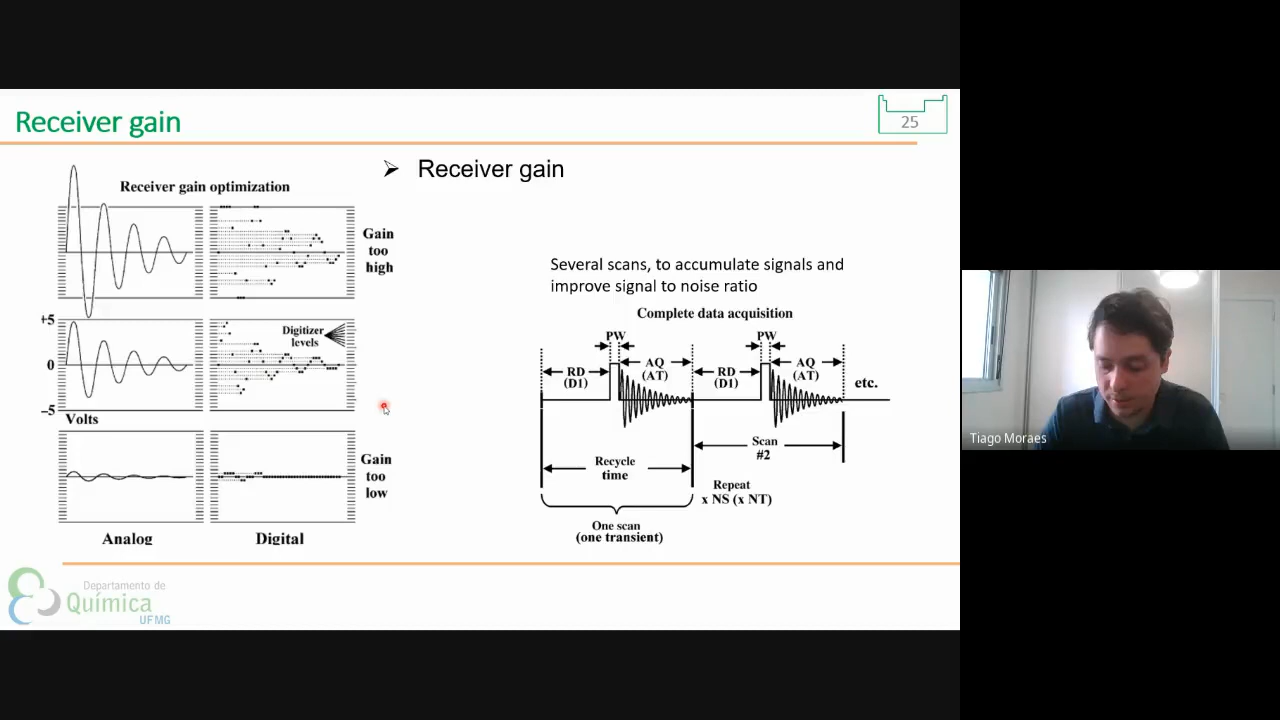 Receiver gain
25
➢ Receiver gain
Receiver gain optimization
Gain
too
high
+5
0
–5
Volts
Digitizer
levels
Gain
too
low
Analog
Digital
Several scans, to accumulate signals and
improve signal to noise ratio
Complete data acquisition
PW
PW
RD
(D1)
AQ
(AT)
RD
(D1)
AQ
(AT)
etc.
Recycle
time
Scan
#2
Repeat
x NS (x NT)
One scan
(one transient)
Departamento de
Química
UFMG
Tiago Moraes